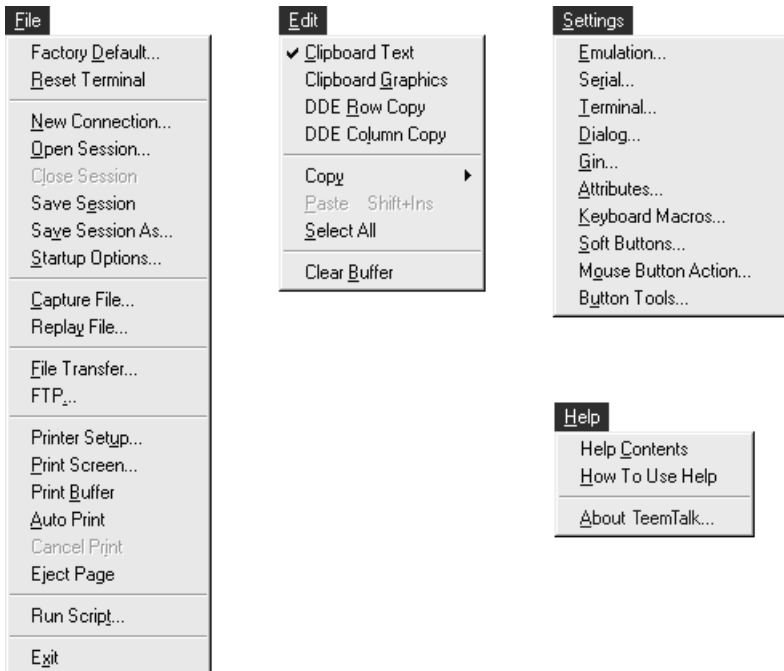 File
Factory Default...
Reset Terminal
New Connection...
Open Session...
Close Session
Save Session
Save Session As...
Startup Options...
Capture File...
Replay File...
File Transfer...
FTP...
Printer Setup...
Print Screen...
Print Buffer
Auto Print
Cancel Print
Eject Page
Run Script...
Exit
Edit
Clipboard Text
Clipboard Graphics
DDE Row Copy
DDE Column Copy
Copy
Paste Shift+Ins
Select All
Clear Buffer
Settings
Emulation...
Serial...
Terminal...
Dialog...
Gin...
Attributes...
Keyboard Macros...
Soft Buttons...
Mouse Button Action...
Button Tools...
Help
Help Contents
How To Use Help
About TeemTalk...